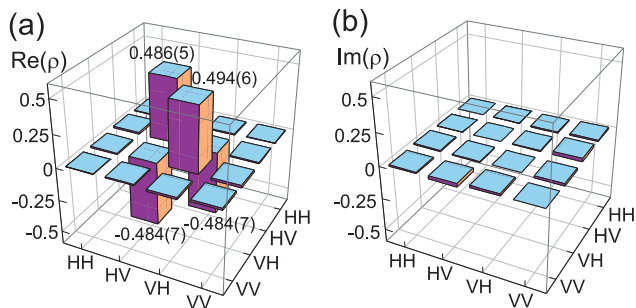 (a)
Re(ρ)
0.486(5)
0.494(6)
0.5
0.25
0
-0.25
-0.5
-0.484(7)
-0.484(7)
HH
HV
VH
VV
HH
HV
VH
VV
(b)
Im(ρ)
0.5
0.25
0
-0.25
-0.5
HH
HV
VH
VV
HH
HV
VH
VV